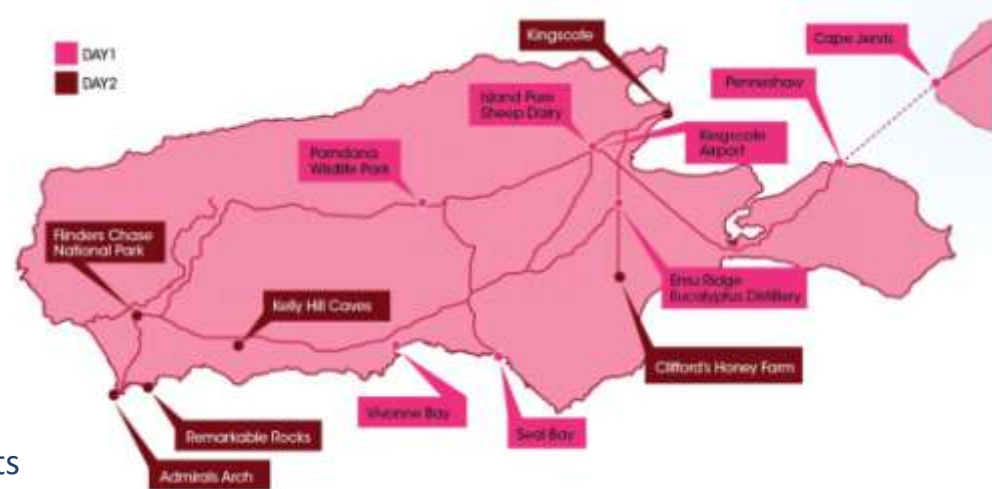 DAY1
DAY2
Kingscote
Cape Jervis
Penneshaw
Island Pure
Sheep Dairy
Kingscote
Airport
Parndana
Wildlife Park
Flinders Chase
National Park
Kelly Hill Caves
Emu Ridge
Eucalyptus Distillery
Clifford's Honey Farm
Vivonne Bay
Seal Bay
Remarkable Rocks
Admirals Arch